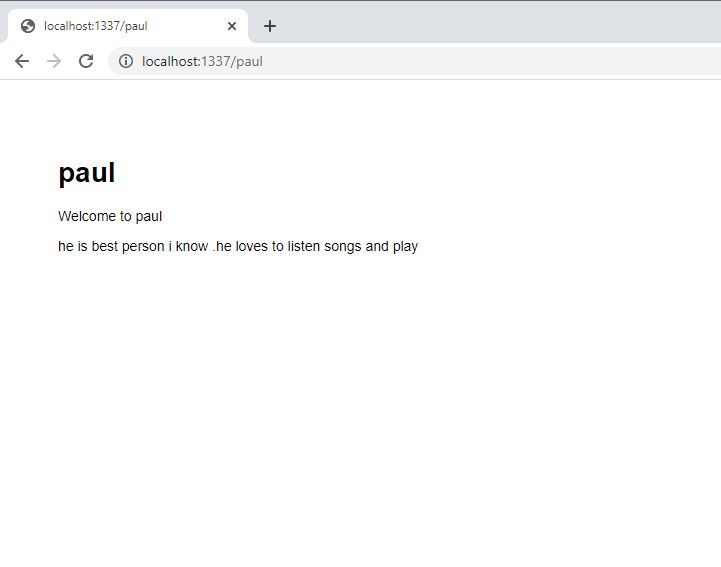 localhost:1337/paul
localhost:1337/paul
paul
Welcome to paul
he is best person i know .he loves to listen songs and play